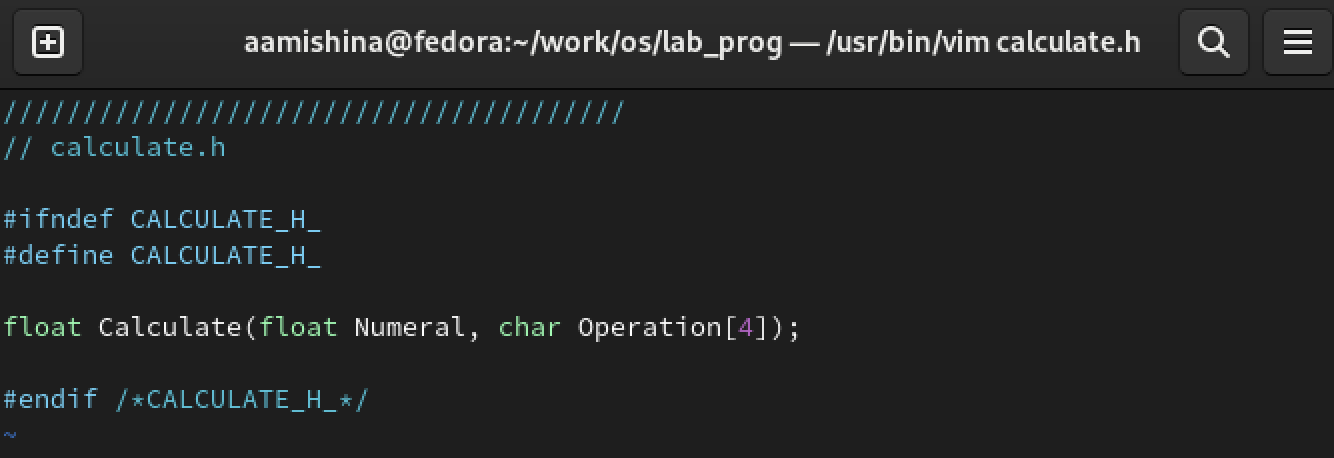 aamishina@fedora:~/work/os/lab_prog — /usr/bin/vim calculate.h
///////////////////////////////////////
// calculate.h
#ifndef CALCULATE_H_
#define CALCULATE_H_
float Calculate(float Numeral, char Operation[4]);
#endif /*CALCULATE_H_*/
~